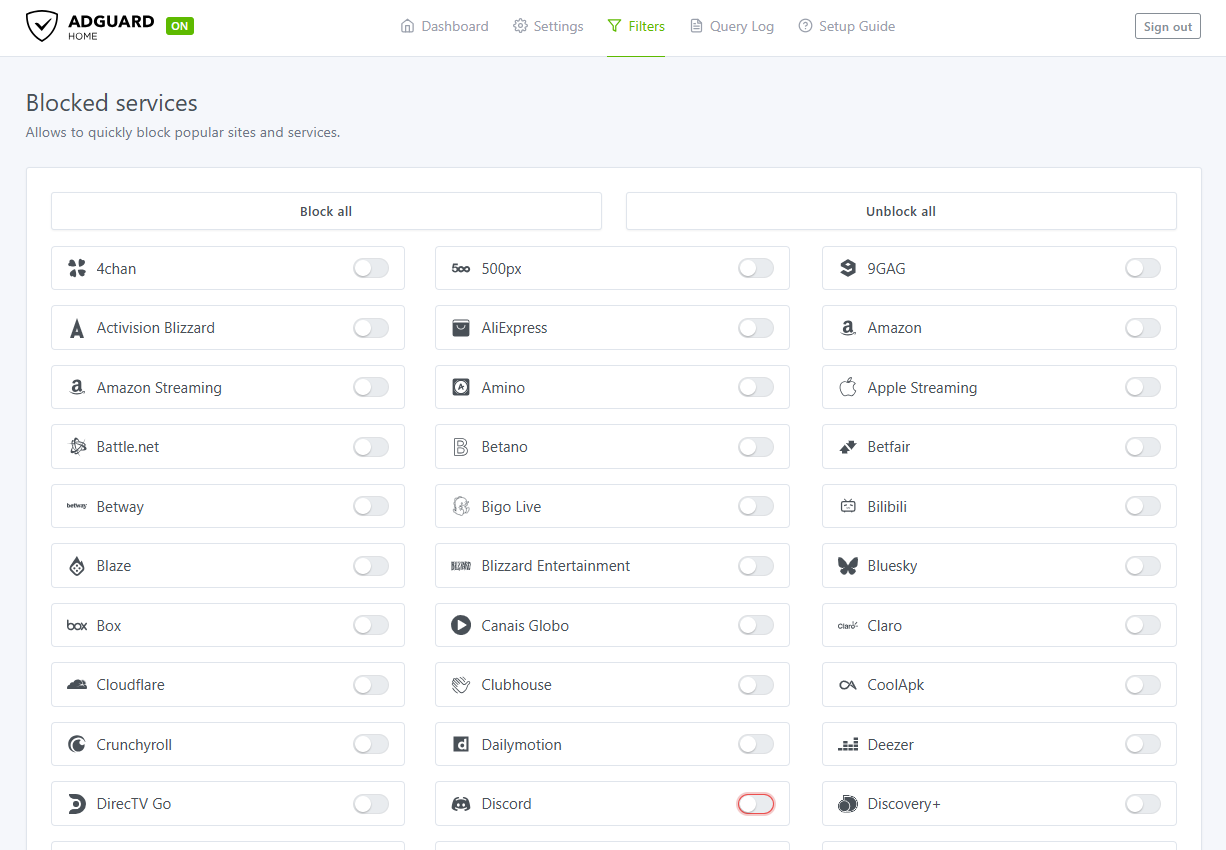 ADGUARD
HOME
ON
Dashboard
Settings
Filters
Query Log
Setup Guide
Sign out
Blocked services
Allows to quickly block popular sites and services.
Block all
Unblock all
4chan
500px
9GAG
Activision Blizzard
AliExpress
Amazon
Amazon Streaming
Amino
Apple Streaming
Battle.net
Betano
Betfair
betway
Betway
Bigo Live
Bilibili
Blaze
BLIZZARD
Blizzard Entertainment
Bluesky
box
Box
Canais Globo
Claro
Claro
Cloudflare
Clubhouse
CoolApk
Crunchyroll
Dailymotion
Deezer
DirecTV Go
Discord
Discovery+